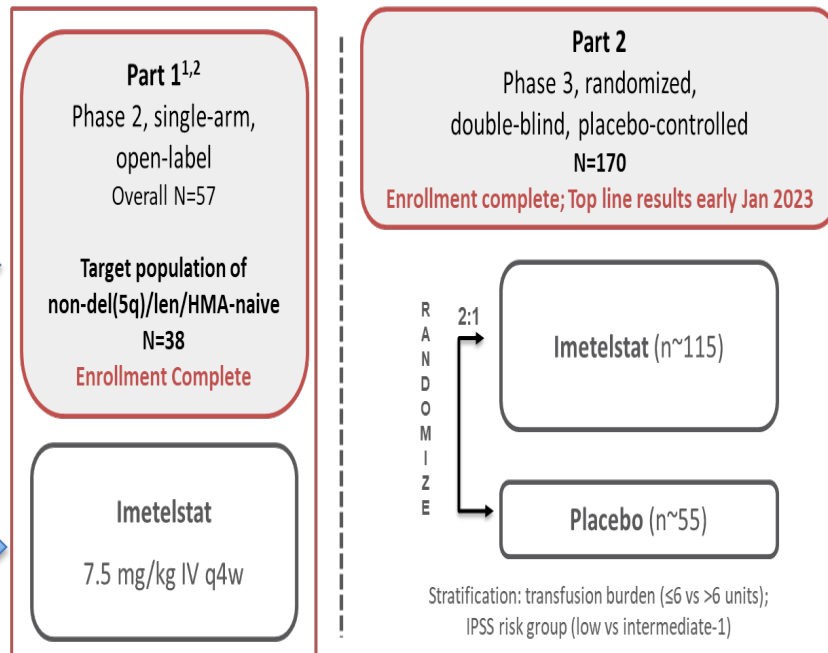 Part 1¹,²
Phase 2, single-arm,
open-label
Overall N=57
Target population of
non-del(5q)/len/HMA-naive
N=38
Enrollment Complete
Imetelstat
7.5 mg/kg IV q4w
Part 2
Phase 3, randomized,
double-blind, placebo-controlled
N=170
Enrollment complete; Top line results early Jan 2023
RANDOMIZE
2:1
Imetelstat (n~115)
Placebo (n~55)
Stratification: transfusion burden (≤6 vs >6 units);
IPSS risk group (low vs intermediate-1)